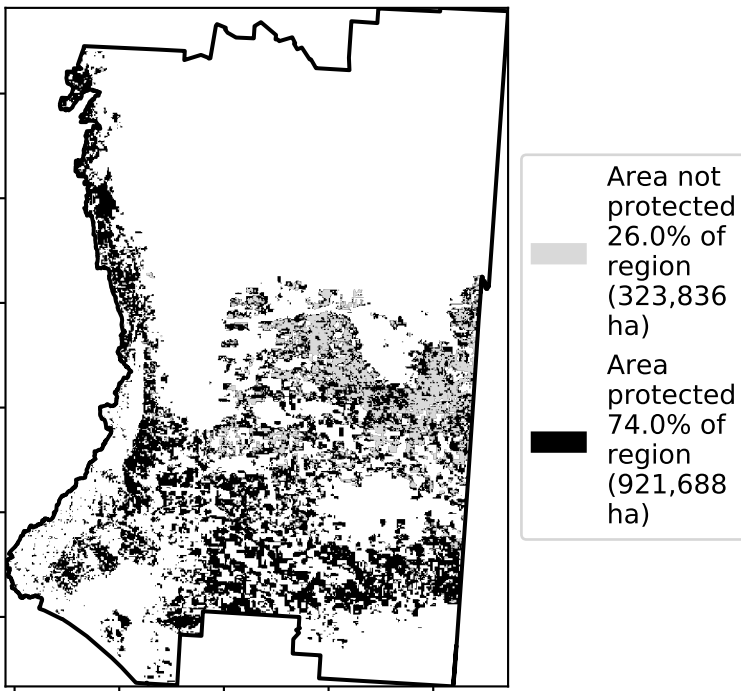 Area not
protected
26.0% of
region
(323,836
ha)
Area
protected
74.0% of
region
(921,688
ha)